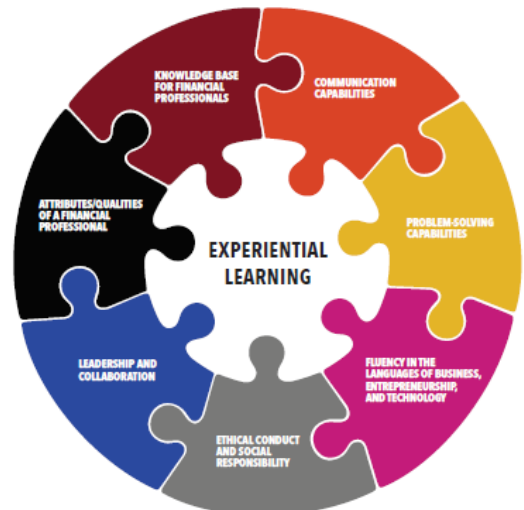 KNOWLEDGE BASE
FOR FINANCIAL
PROFESSIONALS
COMMUNICATION
CAPABILITIES
PROBLEM-SOLVING
CAPABILITIES
FLUENCY IN THE
LANGUAGES OF BUSINESS,
ENTREPRENEURSHIP,
AND TECHNOLOGY
ETHICAL CONDUCT
AND SOCIAL
RESPONSIBILITY
LEADERSHIP AND
COLLABORATION
ATTRIBUTES/QUALITIES
OF A FINANCIAL
PROFESSIONAL
EXPERIENTIAL
LEARNING